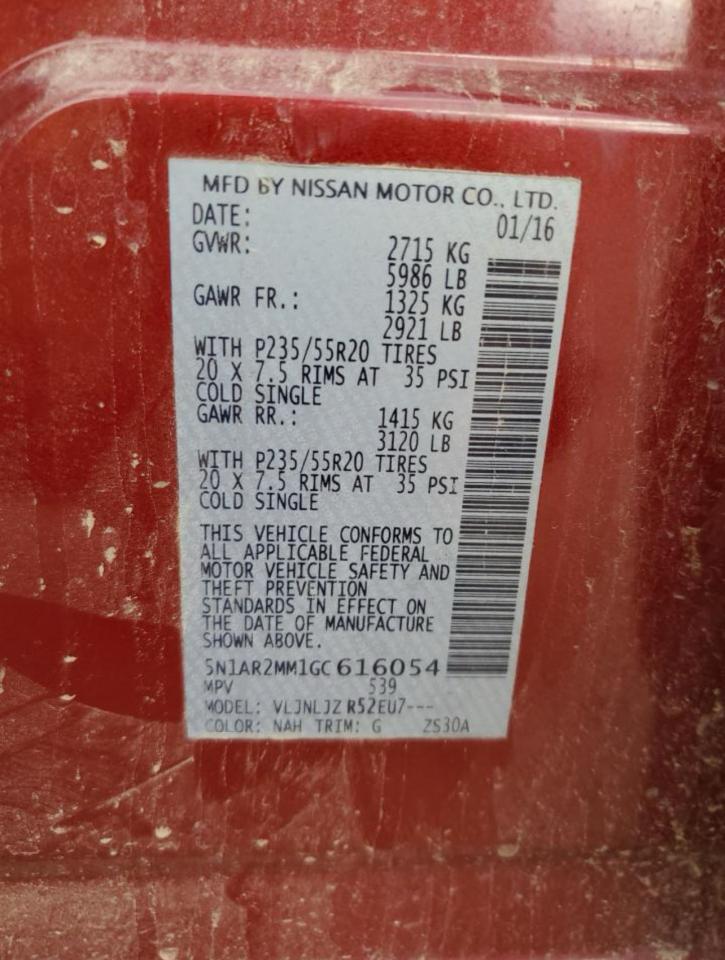 MFD BY NISSAN MOTOR CO., LTD.
DATE: 01/16
GVWR: 2715 KG
5986 LB
GAWR FR.: 1325 KG
2921 LB
WITH P235/55R20 TIRES
20 X 7.5 RIMS AT 35 PSI
COLD SINGLE
GAWR RR.: 1415 KG
3120 LB
WITH P235/55R20 TIRES
20 X 7.5 RIMS AT 35 PSI
COLD SINGLE
THIS VEHICLE CONFORMS TO
ALL APPLICABLE FEDERAL
MOTOR VEHICLE SAFETY AND
THEFT PREVENTION
STANDARDS IN EFFECT ON
THE DATE OF MANUFACTURE
SHOWN ABOVE.
5N1AR2MM1GC616054
MPV 539
MODEL: VLJNLJZ R52EU7---
COLOR: NAH TRIM: G ZS30A